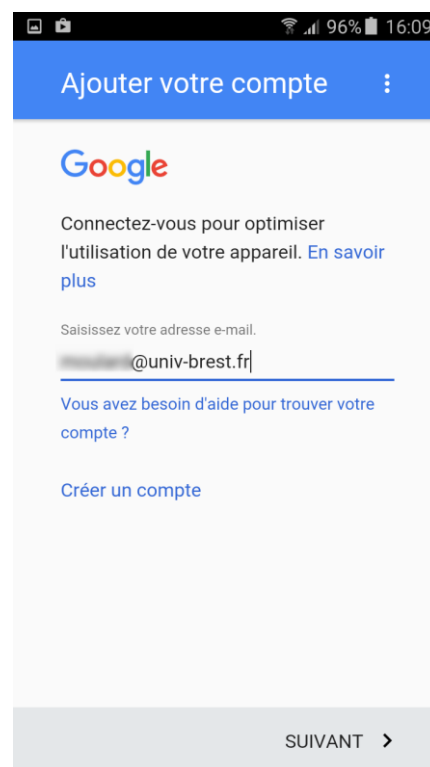 96% 16:09
Ajouter votre compte
Google
Connectez-vous pour optimiser
l'utilisation de votre appareil. En savoir
plus
Saisissez votre adresse e-mail.
@univ-brest.fr
Vous avez besoin d'aide pour trouver votre
compte ?
Créer un compte
SUIVANT